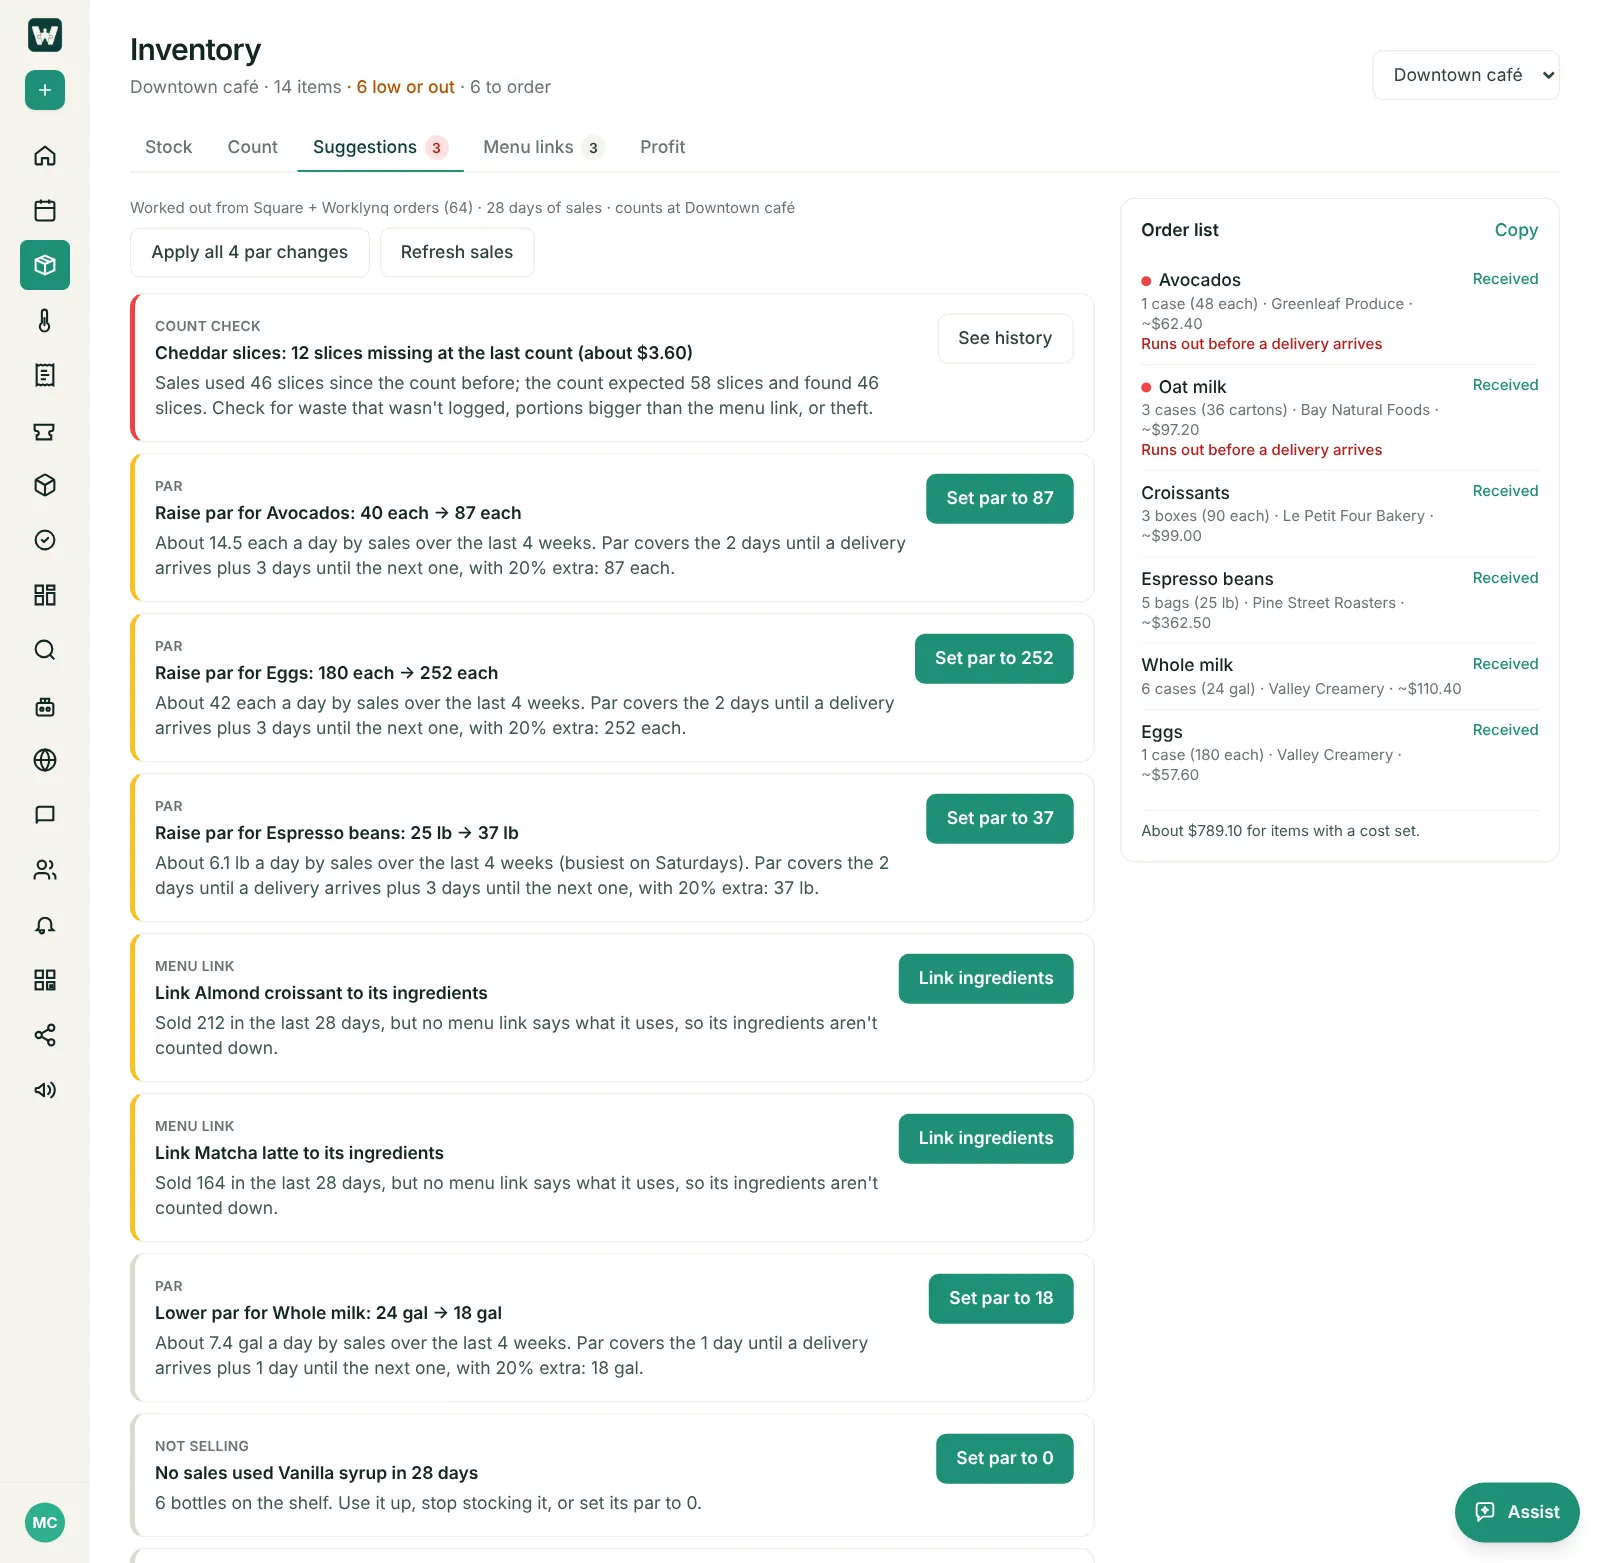 W
+
Inventory
Downtown café · 14 items · 6 low or out · 6 to order
Downtown café
Stock
Count
Suggestions 3
Menu links 3
Profit
Worked out from Square + Worklynq orders (64) · 28 days of sales · counts at Downtown café
Apply all 4 par changes
Refresh sales
COUNT CHECK
Cheddar slices: 12 slices missing at the last count (about $3.60)
Sales used 46 slices since the count before; the count expected 58 slices and found 46
slices. Check for waste that wasn't logged, portions bigger than the menu link, or theft.
See history
PAR
Raise par for Avocados: 40 each → 87 each
About 14.5 each a day by sales over the last 4 weeks. Par covers the 2 days until a delivery
arrives plus 3 days until the next one, with 20% extra: 87 each.
Set par to 87
PAR
Raise par for Eggs: 180 each → 252 each
About 42 each a day by sales over the last 4 weeks. Par covers the 2 days until a delivery
arrives plus 3 days until the next one, with 20% extra: 252 each.
Set par to 252
PAR
Raise par for Espresso beans: 25 lb → 37 lb
About 6.1 lb a day by sales over the last 4 weeks (busiest on Saturdays). Par covers the 2
days until a delivery arrives plus 3 days until the next one, with 20% extra: 37 lb.
Set par to 37
MENU LINK
Link Almond croissant to its ingredients
Sold 212 in the last 28 days, but no menu link says what it uses, so its ingredients aren't
counted down.
Link ingredients
MENU LINK
Link Matcha latte to its ingredients
Sold 164 in the last 28 days, but no menu link says what it uses, so its ingredients aren't
counted down.
Link ingredients
PAR
Lower par for Whole milk: 24 gal → 18 gal
About 7.4 gal a day by sales over the last 4 weeks. Par covers the 1 day until a delivery
arrives plus 1 day until the next one, with 20% extra: 18 gal.
Set par to 18
NOT SELLING
No sales used Vanilla syrup in 28 days
6 bottles on the shelf. Use it up, stop stocking it, or set its par to 0.
Set par to 0
Order list
Copy
Avocados
Received
1 case (48 each) · Greenleaf Produce ·
~$62.40
Runs out before a delivery arrives
Oat milk
Received
3 cases (36 cartons) · Bay Natural Foods ·
~$97.20
Runs out before a delivery arrives
Croissants
Received
3 boxes (90 each) · Le Petit Four Bakery ·
~$99.00
Espresso beans
Received
5 bags (25 lb) · Pine Street Roasters ·
~$362.50
Whole milk
Received
6 cases (24 gal) · Valley Creamery · ~$110.40
Eggs
Received
1 case (180 each) · Valley Creamery ·
~$57.60
About $789.10 for items with a cost set.
MC
Assist